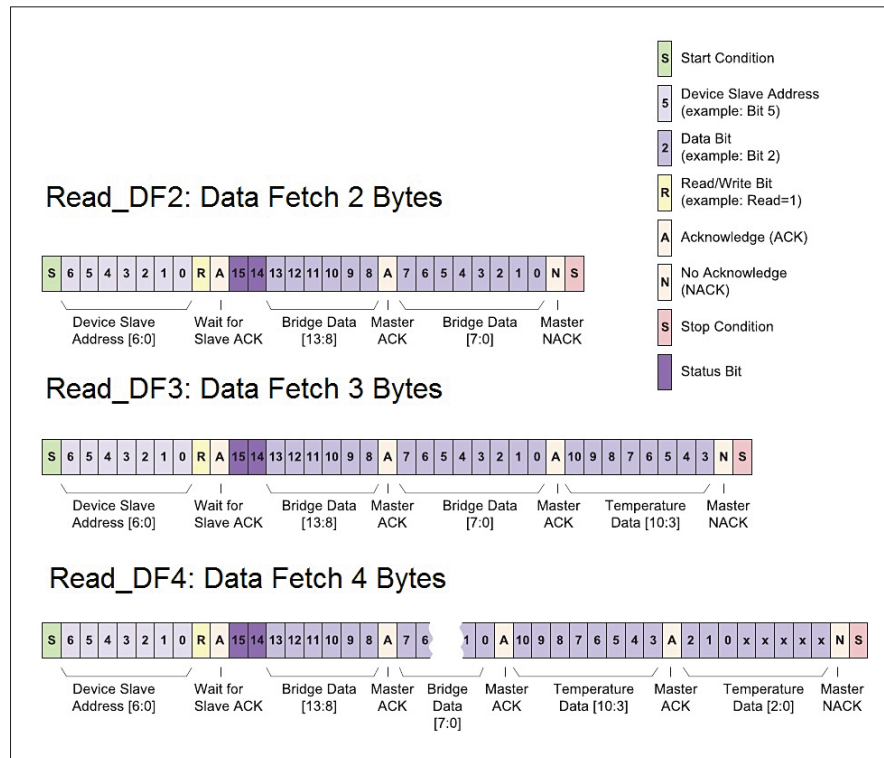 S Start Condition
5 Device Slave Address
(example: Bit 5)
2 Data Bit
(example: Bit 2)
R Read/Write Bit
(example: Read=1)
A Acknowledge (ACK)
N No Acknowledge
(NACK)
S Stop Condition
Status Bit
Read_DF2: Data Fetch 2 Bytes
S 6 5 4 3 2 1 0 R A 15 14 13 12 11 10 9 8 A 7 6 5 4 3 2 1 0 N S
Device Slave Wait for Bridge Data Master Bridge Data Master
Address [6:0] Slave ACK [13:8] ACK [7:0] NACK
Read_DF3: Data Fetch 3 Bytes
S 6 5 4 3 2 1 0 R A 15 14 13 12 11 10 9 8 A 7 6 5 4 3 2 1 0 A 10 9 8 7 6 5 4 3 N S
Device Slave Wait for Bridge Data Master Bridge Data Master Temperature Master
Address [6:0] Slave ACK [13:8] ACK [7:0] ACK Data [10:3] NACK
Read_DF4: Data Fetch 4 Bytes
S 6 5 4 3 2 1 0 R A 15 14 13 12 11 10 9 8 A 7 6 1 0 A 10 9 8 7 6 5 4 3 A 2 1 0 x x x x x N S
Device Slave Wait for Bridge Data Master Bridge Master Temperature Master Temperature Master
Address [6:0] Slave ACK [13:8] ACK Data ACK Data [10:3] ACK Data [2:0] NACK
[7:0]